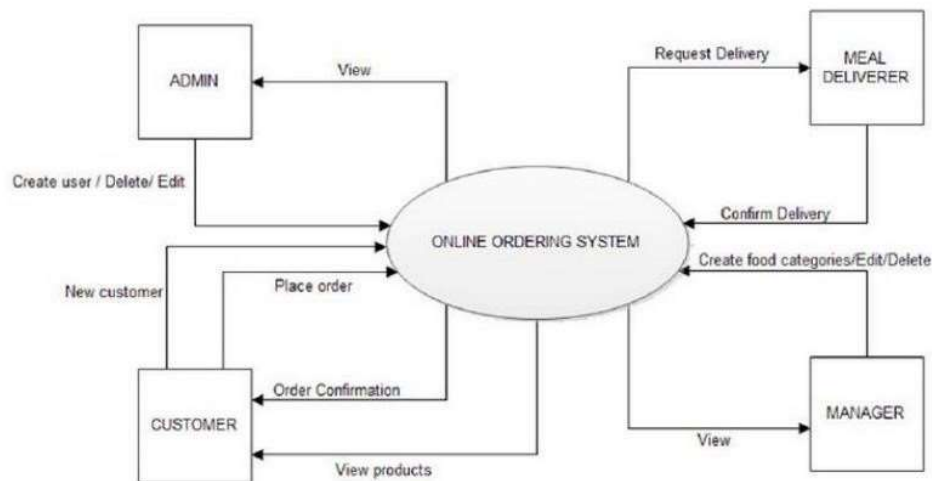 ADMIN
View
Request Delivery
MEAL
DELIVERER
Create user / Delete/ Edit
Confirm Delivery
ONLINE ORDERING SYSTEM
Create food categories/Edit/Delete
New customer
Place order
Order Confirmation
CUSTOMER
MANAGER
View
View products